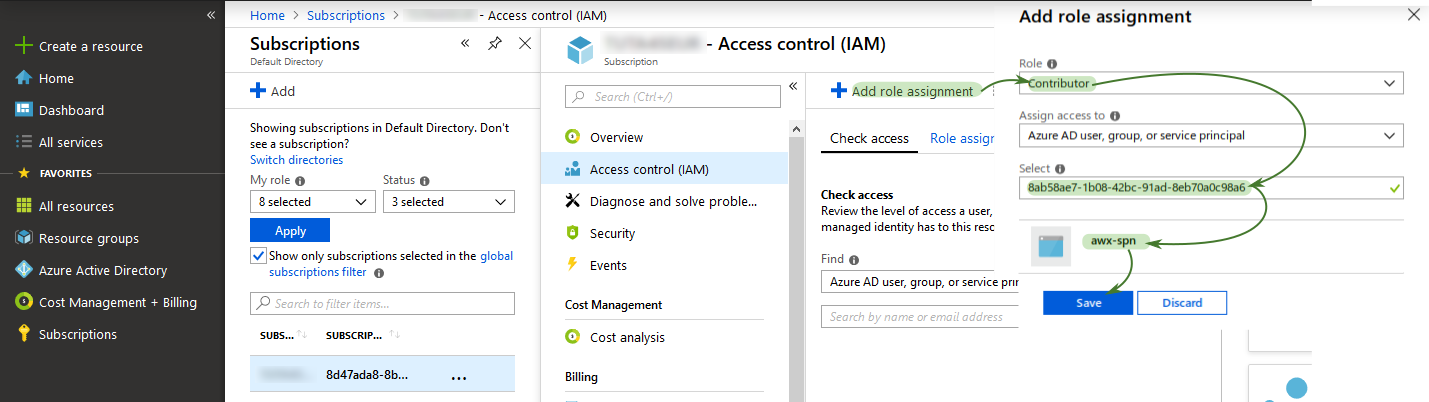 «
Create a resource
Home
Dashboard
All services
FAVORITES
All resources
Resource groups
Azure Active Directory
Cost Management + Billing
Subscriptions
Home > Subscriptions > - Access control (IAM)
Subscriptions
«
Default Directory
Add
Showing subscriptions in Default Directory. Don't
see a subscription?
Switch directories
My role
Status
8 selected
3 selected
Apply
Show only subscriptions selected in the global
subscriptions filter
Search to filter items...
SUBS... ↑↓ SUBSCRIP... ↑↓
8d47ada8-8b... ...
- Access control (IAM)
Subscription
Search (Ctrl+/)
«
Overview
Access control (IAM)
Diagnose and solve proble...
Security
Events
Cost Management
Cost analysis
Billing
Add role assignment
Check access
Role assig
Check access
Review the level of access a user,
managed identity has to this reso
Find
Azure AD user, group, or service prin
Search by name or email address
Add role assignment
Role
Contributor
Assign access to
Azure AD user, group, or service principal
Select
8ab58ae7-1b08-42bc-91ad-8eb70a0c98a6
awx-spn
Save
Discard